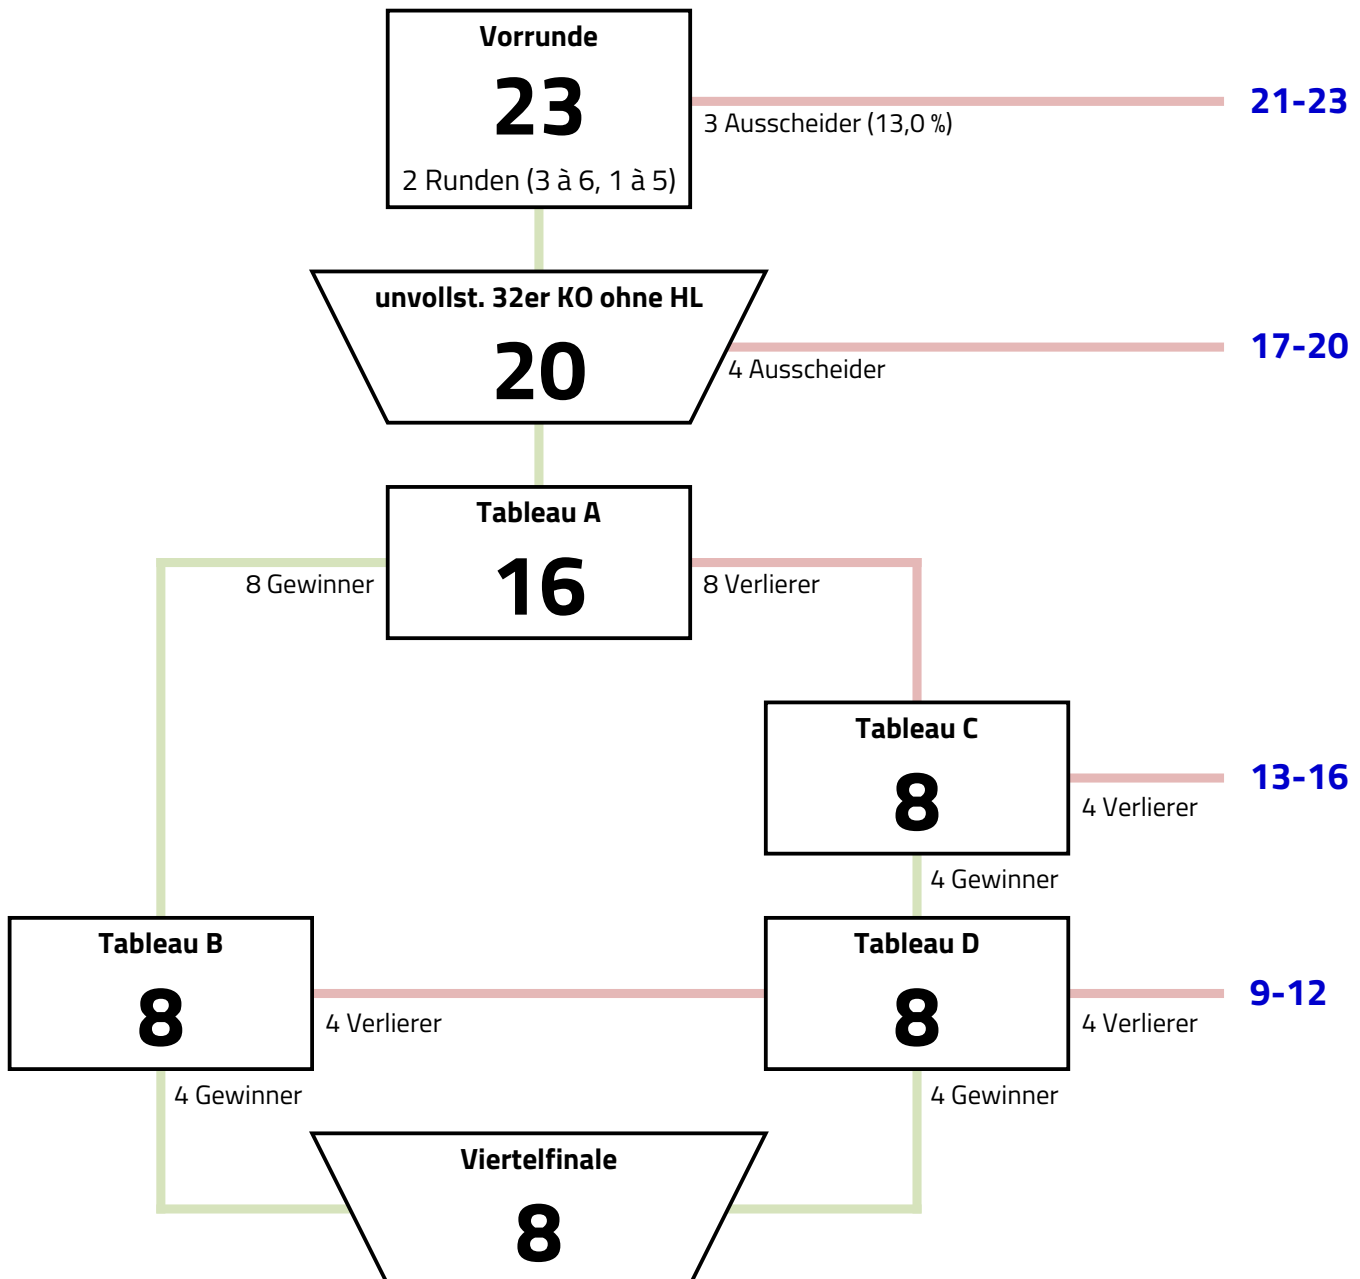 Vorrunde
23
2 Runden (3 à 6, 1 à 5)
21-23
3 Ausscheider (13,0 %)
unvollst. 32er KO ohne HL
20
17-20
4 Ausscheider
Tableau A
16
8 Gewinner
8 Verlierer
Tableau C
8
13-16
4 Verlierer
4 Gewinner
Tableau B
8
4 Verlierer
4 Gewinner
Tableau D
8
9-12
4 Verlierer
4 Gewinner
Viertelfinale
8